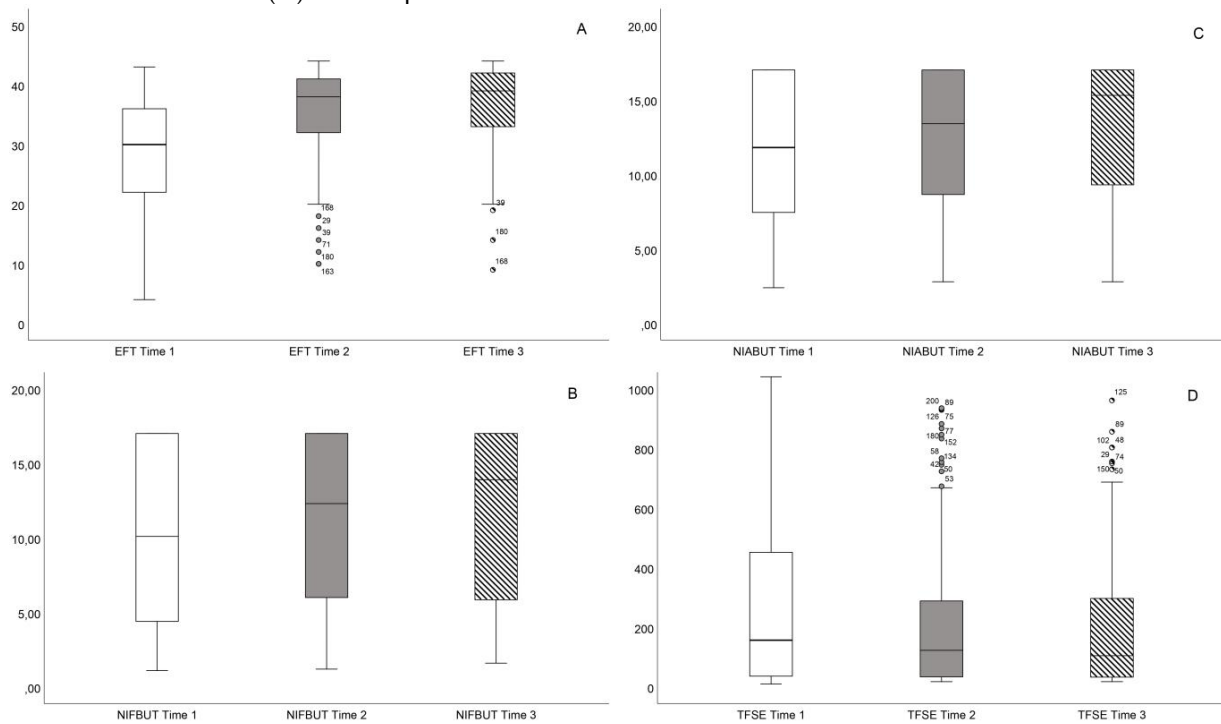 50
A
40
30
20
10
0
168
29
39
71
180
163
39
180
168
EFT Time 1
EFT Time 2
EFT Time 3
20,00
C
15,00
10,00
5,00
,00
NIABUT Time 1
NIABUT Time 2
NIABUT Time 3
20,00
B
15,00
10,00
5,00
,00
NIFBUT Time 1
NIFBUT Time 2
NIFBUT Time 3
1000
D
800
600
400
200
0
200 89
126 75
77
180 152
58 134
42 50
53
125
89
102 48
29 74
150 50
TFSE Time 1
TFSE Time 2
TFSE Time 3